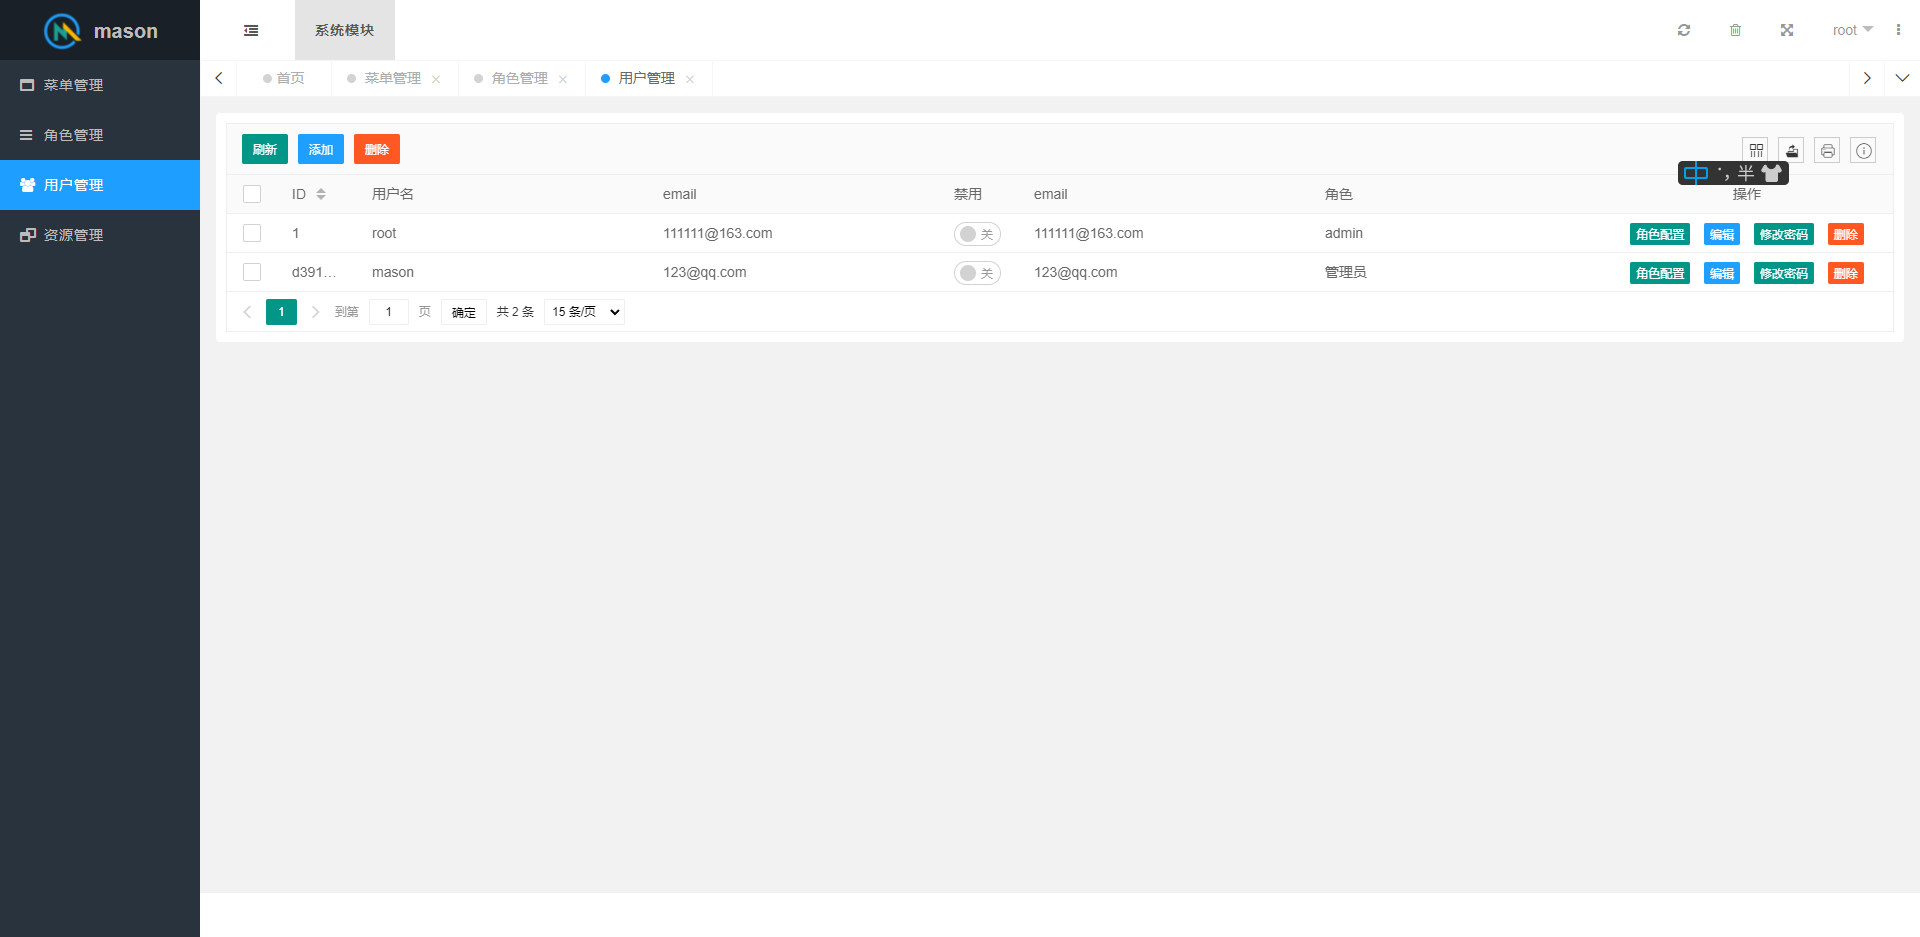 mason
系统模块
root
菜单管理
角色管理
用户管理
资源管理
首页
菜单管理
角色管理
用户管理
刷新 添加 删除
中 ，半
ID 用户名 email 禁用 email 角色 操作
1 root 111111@163.com 关 111111@163.com admin 角色配置 编辑 修改密码 删除
d391... mason 123@qq.com 关 123@qq.com 管理员 角色配置 编辑 修改密码 删除
1 到第 1 页 确定 共 2 条 15 条/页